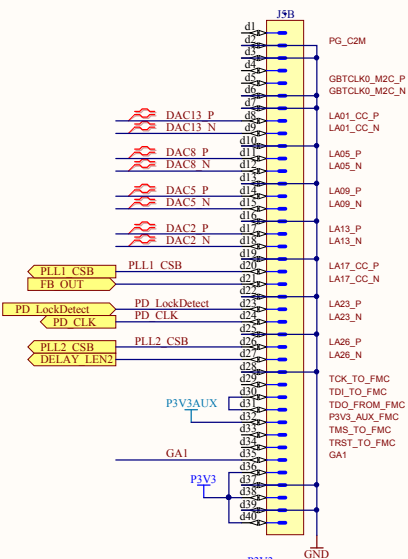 J5B
d1
d2 PG_C2M
d3
d4
d5 GBTCLK0_M2C_P
d6 GBTCLK0_M2C_N
d7
DAC13_P d8 LA01_CC_P
DAC13_N d9 LA01_CC_N
d10
DAC8_P d11 LA05_P
DAC8_N d12 LA05_N
d13
DAC5_P d14 LA09_P
DAC5_N d15 LA09_N
d16
DAC2_P d17 LA13_P
DAC2_N d18 LA13_N
d19
PLL1_CSB PLL1_CSB d20 LA17_CC_P
FB_OUT d21 LA17_CC_N
d22
PD_LockDetect PD_LockDetect d23 LA23_P
PD_CLK PD_CLK d24 LA23_N
d25
PLL2_CSB PLL2_CSB d26 LA26_P
DELAY_LEN2 d27 LA26_N
d28
d29 TCK_TO_FMC
d30 TDI_TO_FMC
P3V3AUX d31 TDO_FROM_FMC
d32 P3V3_AUX_FMC
d33 TMS_TO_FMC
d34 TRST_TO_FMC
GA1 d35 GA1
d36
P3V3 d37
d38
d39
d40
GND